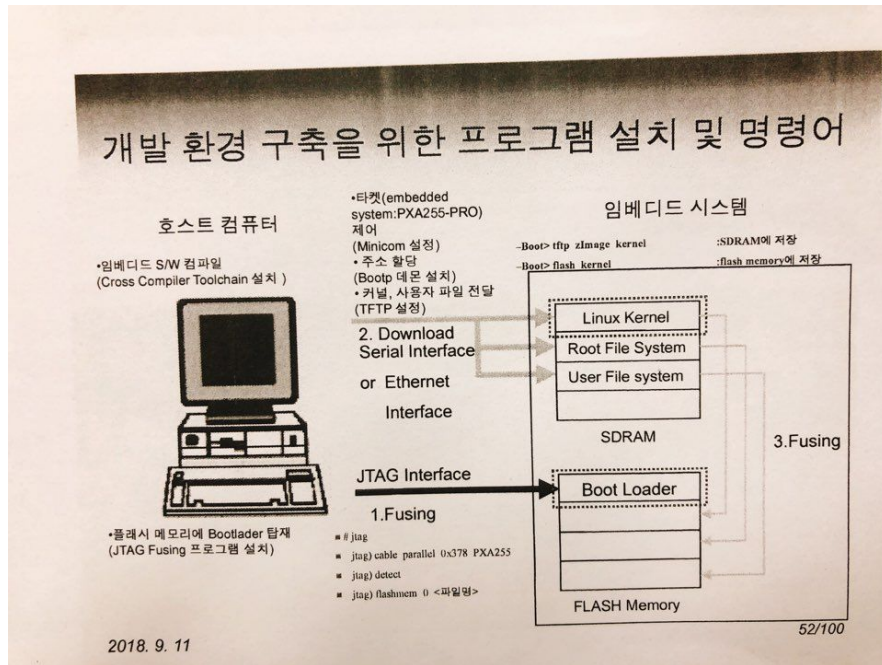 개발 환경 구축을 위한 프로그램 설치 및 명령어
호스트 컴퓨터
•임베디드 S/W 컴파일
(Cross Compiler Toolchain 설치 )
•플래시 메모리에 Bootlader 탑재
(JTAG Fusing 프로그램 설치)
•타켓(embedded
system:PXA255-PRO)
제어
(Minicom 설정)
• 주소 할당
(Bootp 데몬 설치)
• 커널, 사용자 파일 전달
(TFTP 설정)
2. Download
Serial Interface
or Ethernet
Interface
JTAG Interface
1.Fusing
# jtag
jtag) cable parallel 0x378 PXA255
jtag) detect
jtag) flashmem 0 <파일명>
임베디드 시스템
–Boot> tftp zImage kernel :SDRAM에 저장
–Boot> flash kernel :flash memory에 저장
Linux Kernel
Root File System
User File system
SDRAM
3.Fusing
Boot Loader
FLASH Memory
2018. 9. 11
52/100